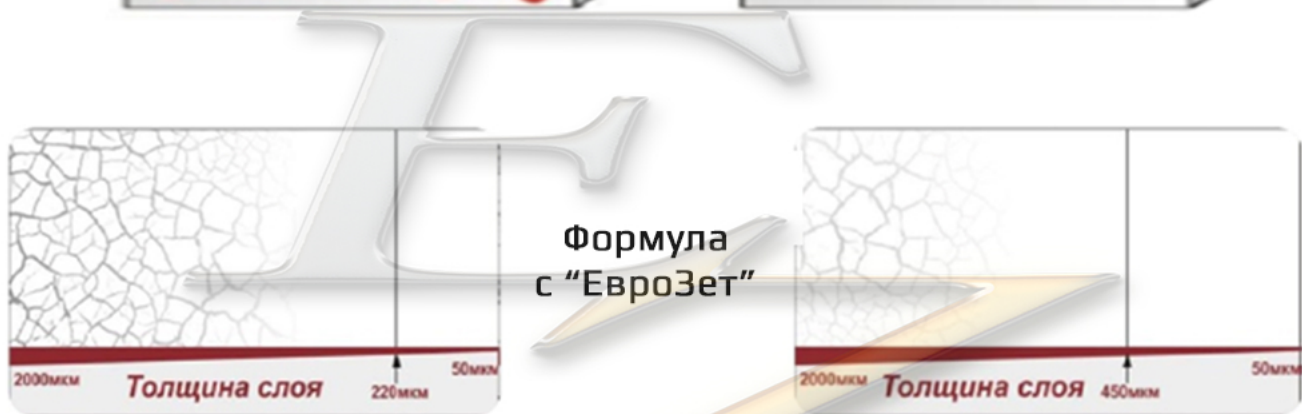 Формула
с “ЕвроЗет”
2000мкм
Толщина слоя
220мкм
50мкм
2000мкм
Толщина слоя
450мкм
50мкм